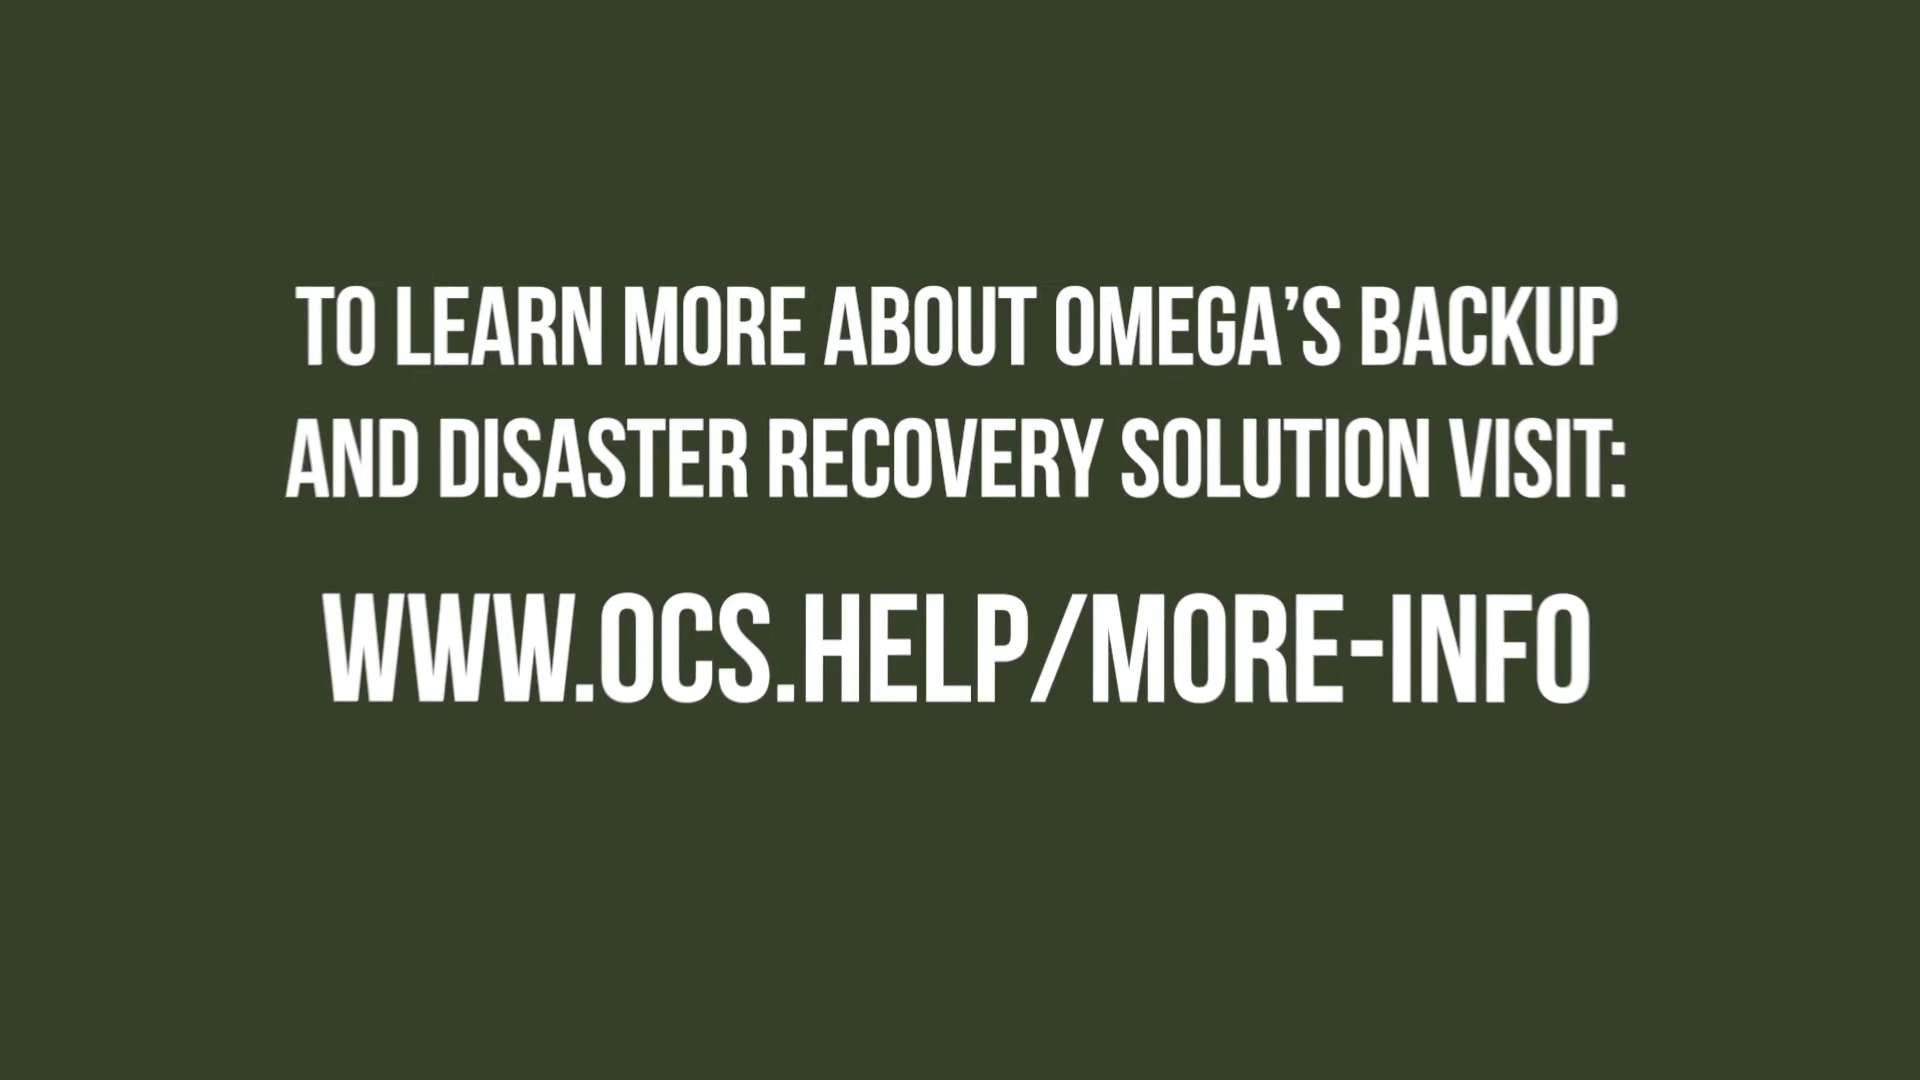 TO LEARN MORE ABOUT OMEGA’S BACKUP
AND DISASTER RECOVERY SOLUTION VISIT:
WWW.OCS.HELP/MORE-INFO